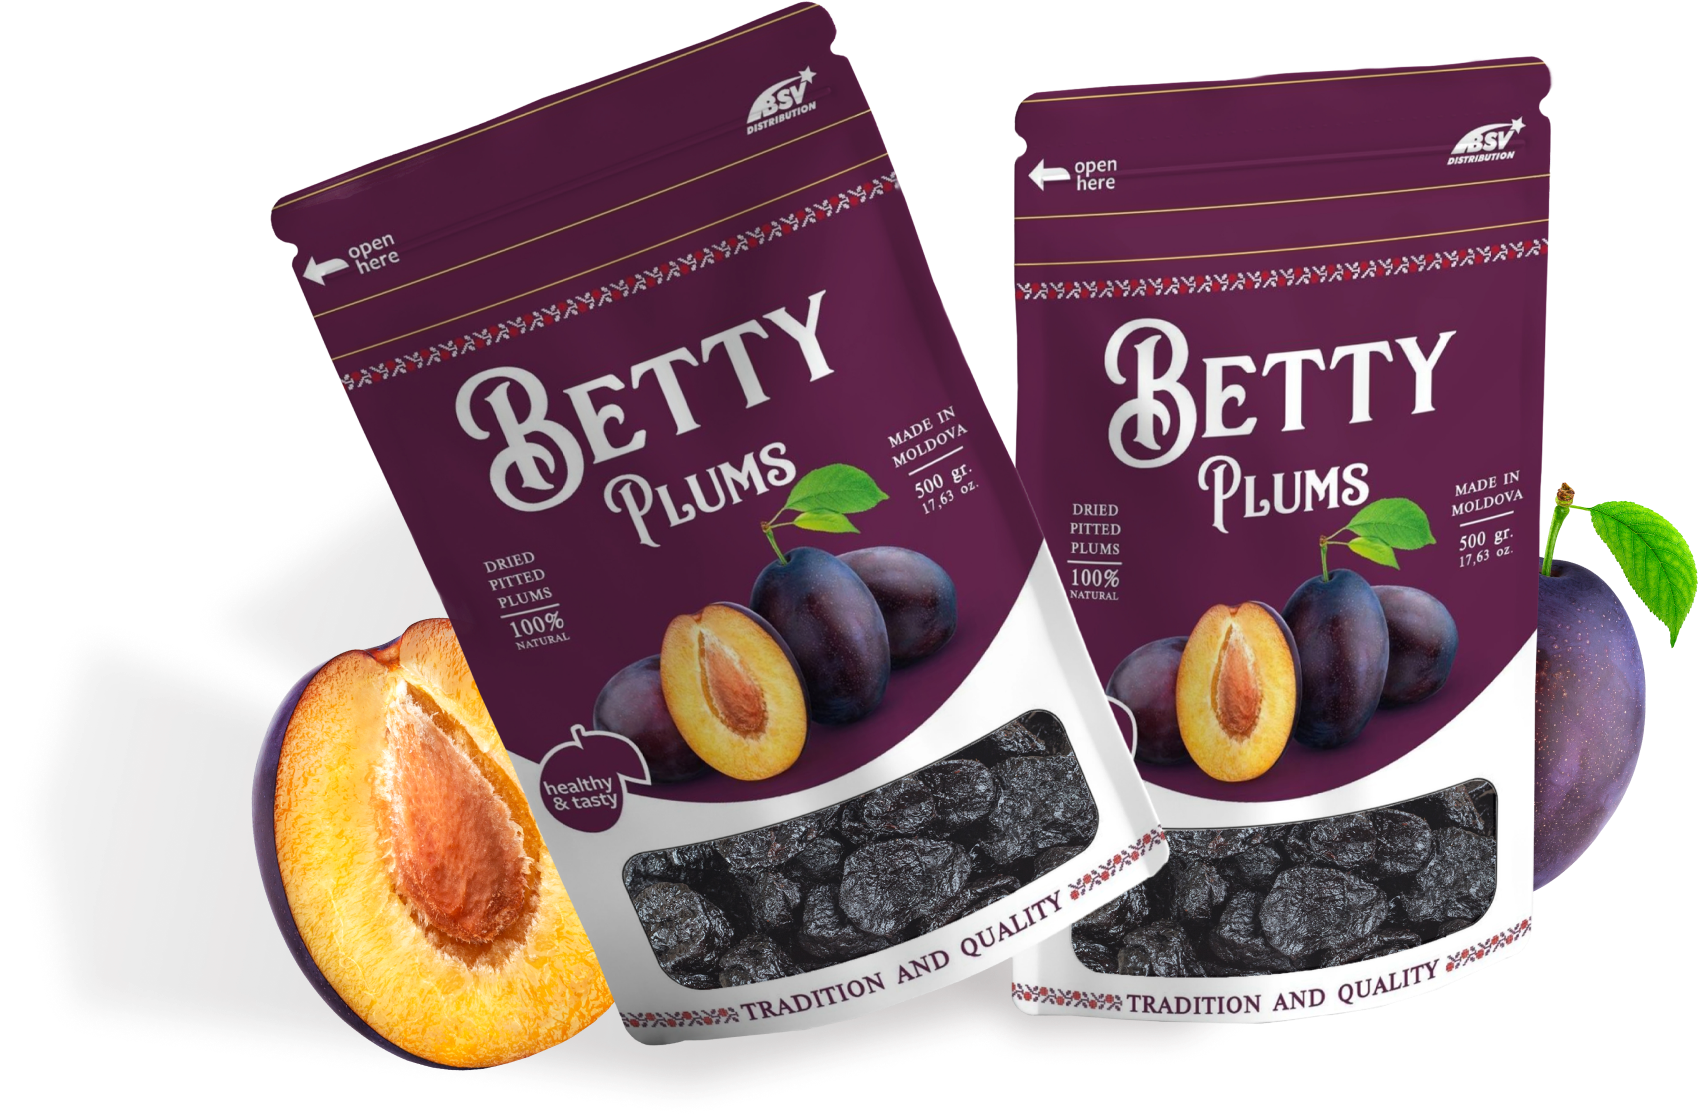 BSV
DISTRIBUTION
open
here
BETTY
PLUMS
MADE IN
MOLDOVA
500 gr.
17,63 oz.
DRIED
PITTED
PLUMS
100%
NATURAL
healthy
& tasty
TRADITION AND QUALITY
BSV
DISTRIBUTION
open
here
BETTY
PLUMS
MADE IN
MOLDOVA
500 gr.
17,63 oz.
DRIED
PITTED
PLUMS
100%
NATURAL
TRADITION AND QUALITY